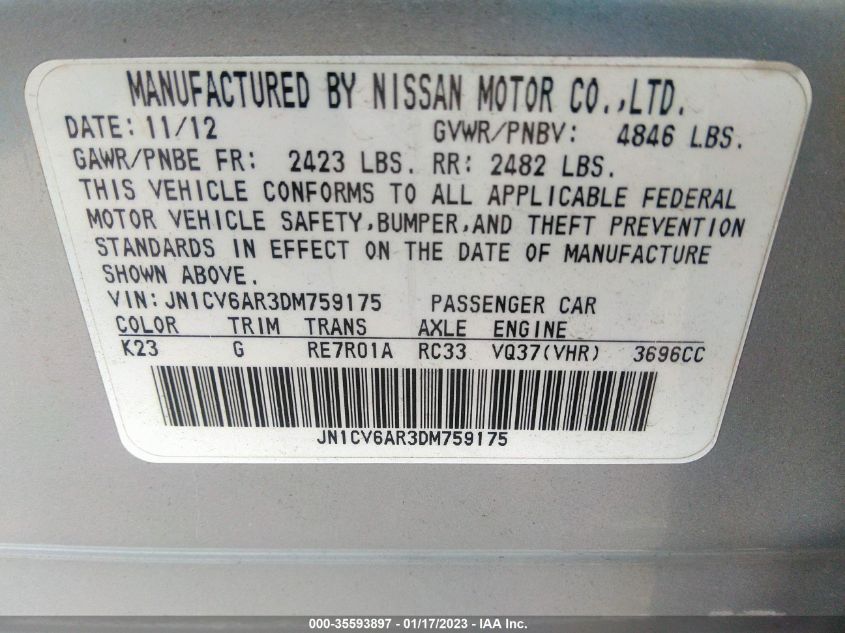 MANUFACTURED BY NISSAN MOTOR CO.,LTD.
DATE: 11/12 GVWR/PNBV: 4846 LBS.
GAWR/PNBE FR: 2423 LBS. RR: 2482 LBS.
THIS VEHICLE CONFORMS TO ALL APPLICABLE FEDERAL
MOTOR VEHICLE SAFETY,BUMPER,AND THEFT PREVENTION
STANDARDS IN EFFECT ON THE DATE OF MANUFACTURE
SHOWN ABOVE.
VIN: JN1CV6AR3DM759175 PASSENGER CAR
COLOR TRIM TRANS AXLE ENGINE
K23 G RE7R01A RC33 VQ37(VHR) 3696CC
JN1CV6AR3DM759175
000-35593897 - 01/17/2023 - IAA Inc.